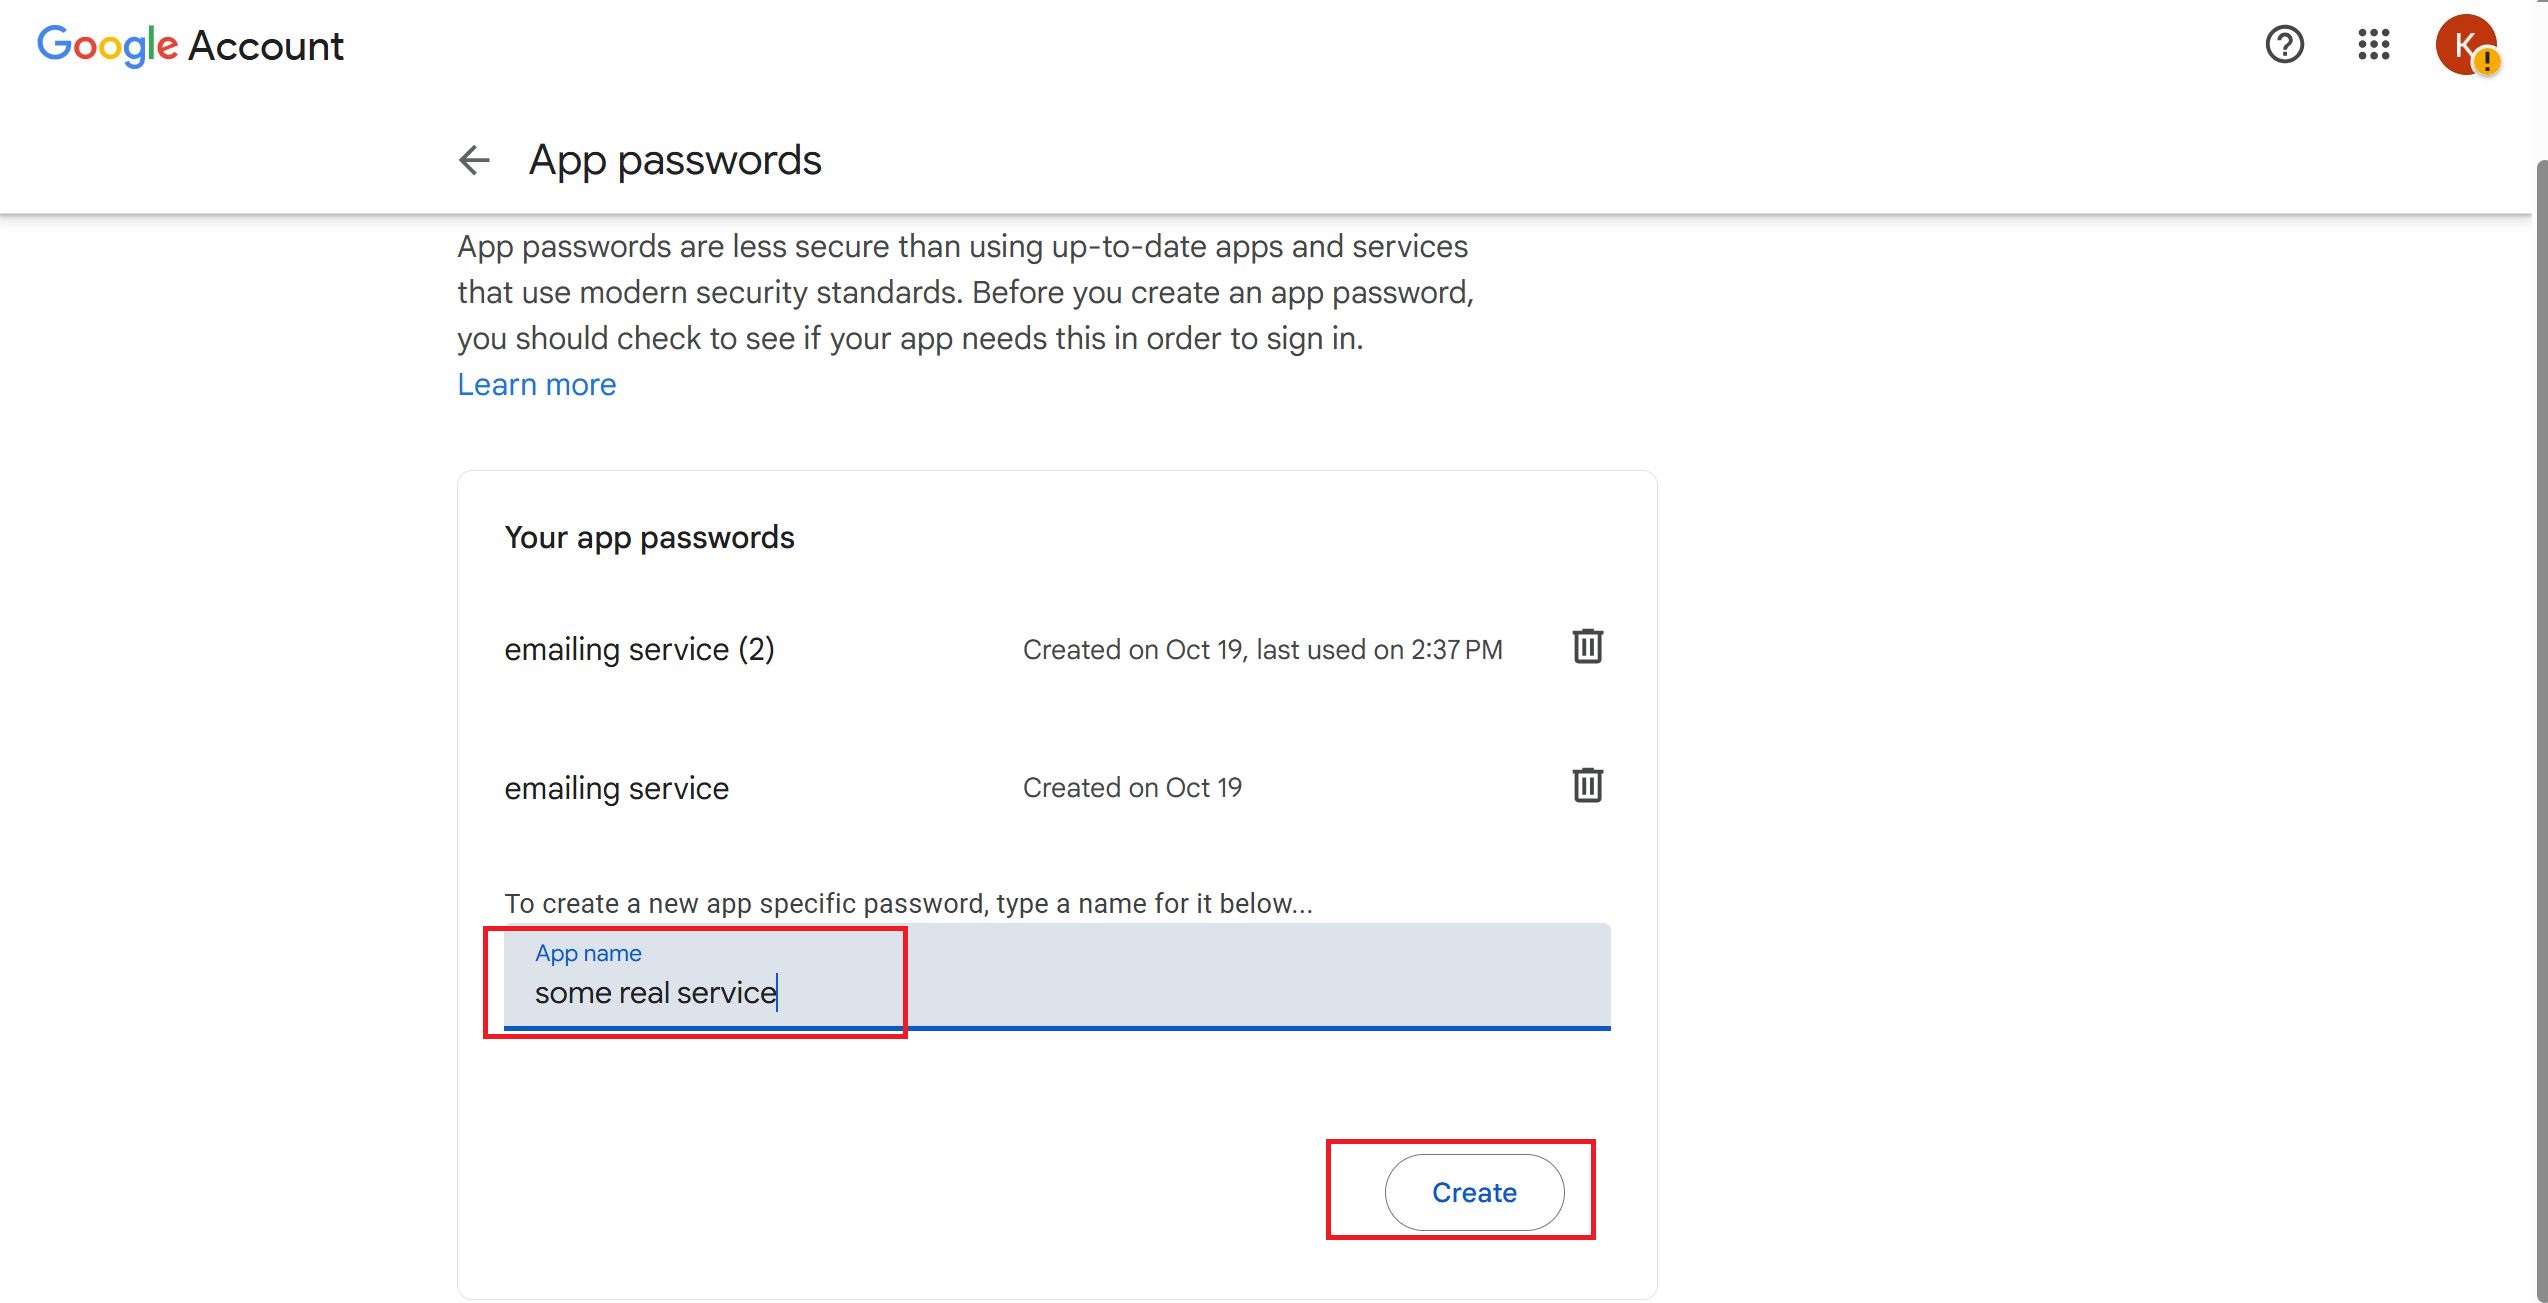 Google Account
K
App passwords
App passwords are less secure than using up-to-date apps and services
that use modern security standards. Before you create an app password,
you should check to see if your app needs this in order to sign in.
Learn more
Your app passwords
emailing service (2) Created on Oct 19, last used on 2:37 PM
emailing service Created on Oct 19
To create a new app specific password, type a name for it below...
App name
some real service
Create